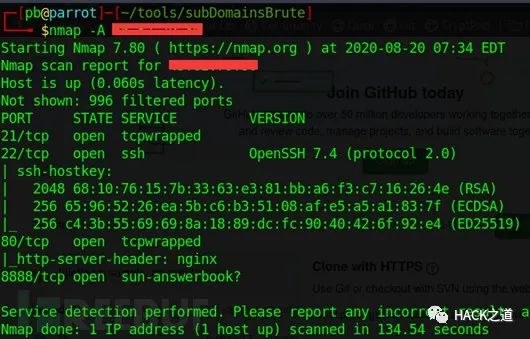 [pb@parrot]-[~/tools/subDomainsBrute]
$nmap -A
Starting Nmap 7.80 ( https://nmap.org ) at 2020-08-20 07:34 EDT
Nmap scan report for
Host is up (0.060s latency).
Not shown: 996 filtered ports
PORT STATE SERVICE VERSION
21/tcp open tcpwrapped
22/tcp open ssh OpenSSH 7.4 (protocol 2.0)
| ssh-hostkey:
| 2048 68:10:76:15:7b:33:63:e3:81:bb:a6:f3:c7:16:26:4e (RSA)
| 256 65:96:52:26:ea:5b:c6:b3:51:08:af:e5:a5:a1:83:7f (ECDSA)
|_ 256 c4:3b:55:69:69:8a:18:89:dc:fc:90:40:42:6f:92:e4 (ED25519)
80/tcp open tcpwrapped
|_http-server-header: nginx
8888/tcp open sun-answerbook?
Service detection performed. Please report any incorrect results a
Nmap done: 1 IP address (1 host up) scanned in 134.54 seconds
Join GitHub today
GitHub is home to over 50 million developers working together
and review code, manage projects, and build software toge
Clone with HTTPS
Use Git or checkout with SVN using the web
FREEBUF
HACK之道